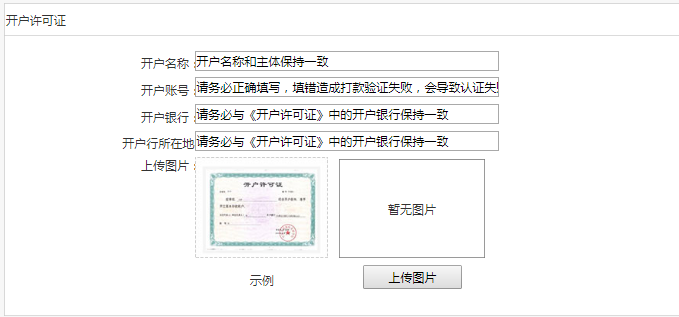 开户许可证
开户名称：开户名称和主体保持一致
开户账号：请务必正确填写，填错造成打款验证失败，会导致认证失
开户银行：请务必与《开户许可证》中的开户银行保持一致
开户行所在地 请务必与《开户许可证》中的开户银行保持一致
上传图片：
开户许可证
暂无图片
示例
上传图片